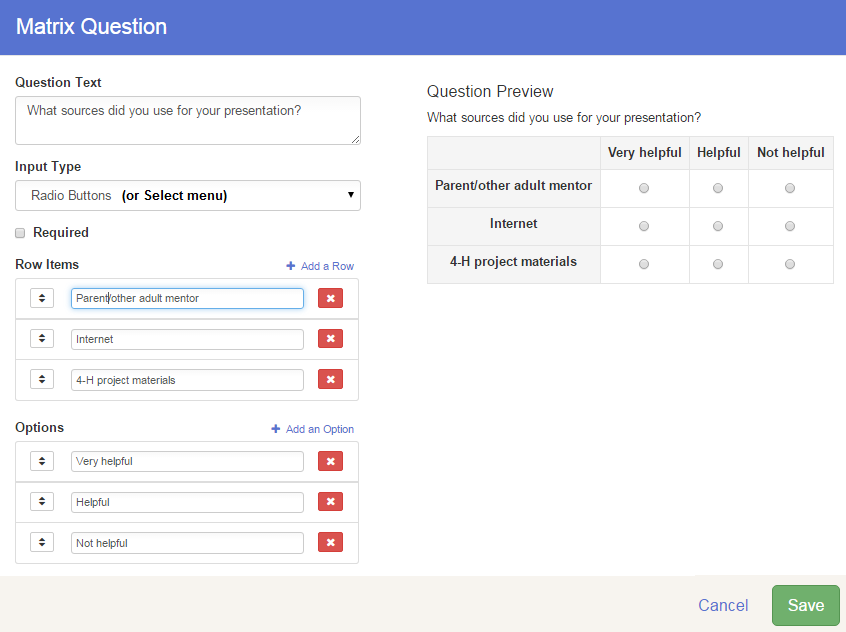 Matrix Question
Question Text
What sources did you use for your presentation?
Input Type
Radio Buttons (or Select menu)
Required
Row Items
Add a Row
Parent/other adult mentor
Internet
4-H project materials
Options
Add an Option
Very helpful
Helpful
Not helpful
Question Preview
What sources did you use for your presentation?
Very helpful Helpful Not helpful
Parent/other adult mentor
Internet
4-H project materials
Cancel Save